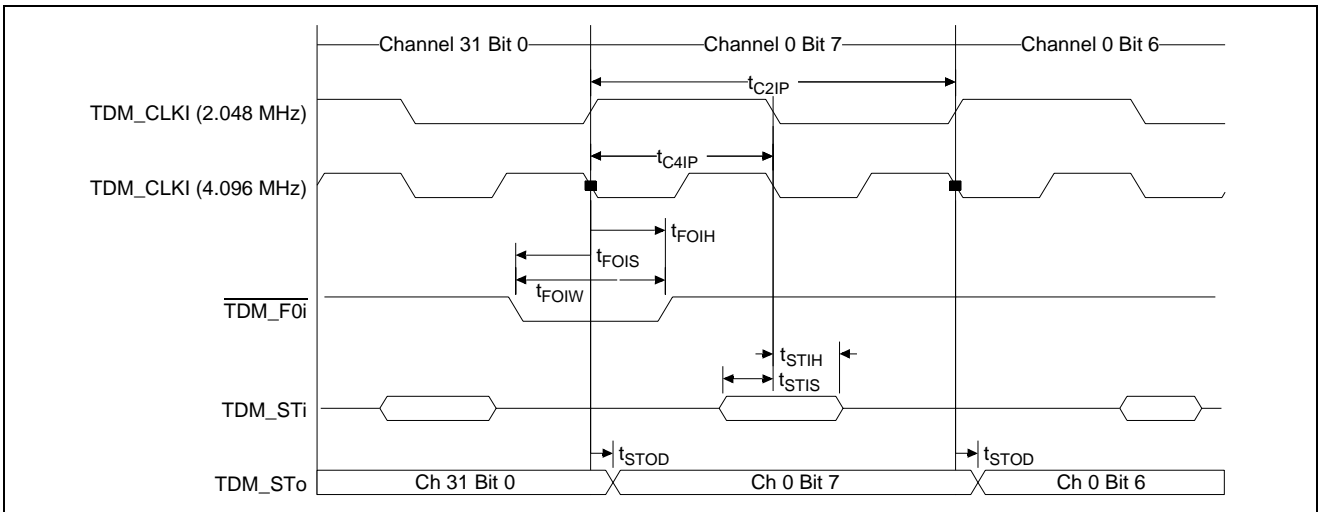 Channel 31 Bit 0 Channel 0 Bit 7 Channel 0 Bit 6
tC2IP
TDM_CLKI (2.048 MHz)
tC4IP
TDM_CLKI (4.096 MHz)
tFOIH
tFOIS
tFOIW
TDM_F0i
tSTIH
tSTIS
TDM_STi
tSTOD tSTOD
TDM_STo Ch 31 Bit 0 Ch 0 Bit 7 Ch 0 Bit 6